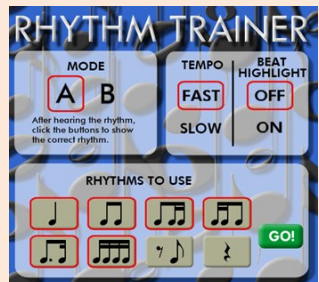 RHYTHM TRAINER
MODE
A B
After hearing the rhythm,
click the buttons to show
the correct rhythm.
TEMPO
FAST
SLOW
BEAT
HIGHLIGHT
OFF
ON
RHYTHMS TO USE
GO!